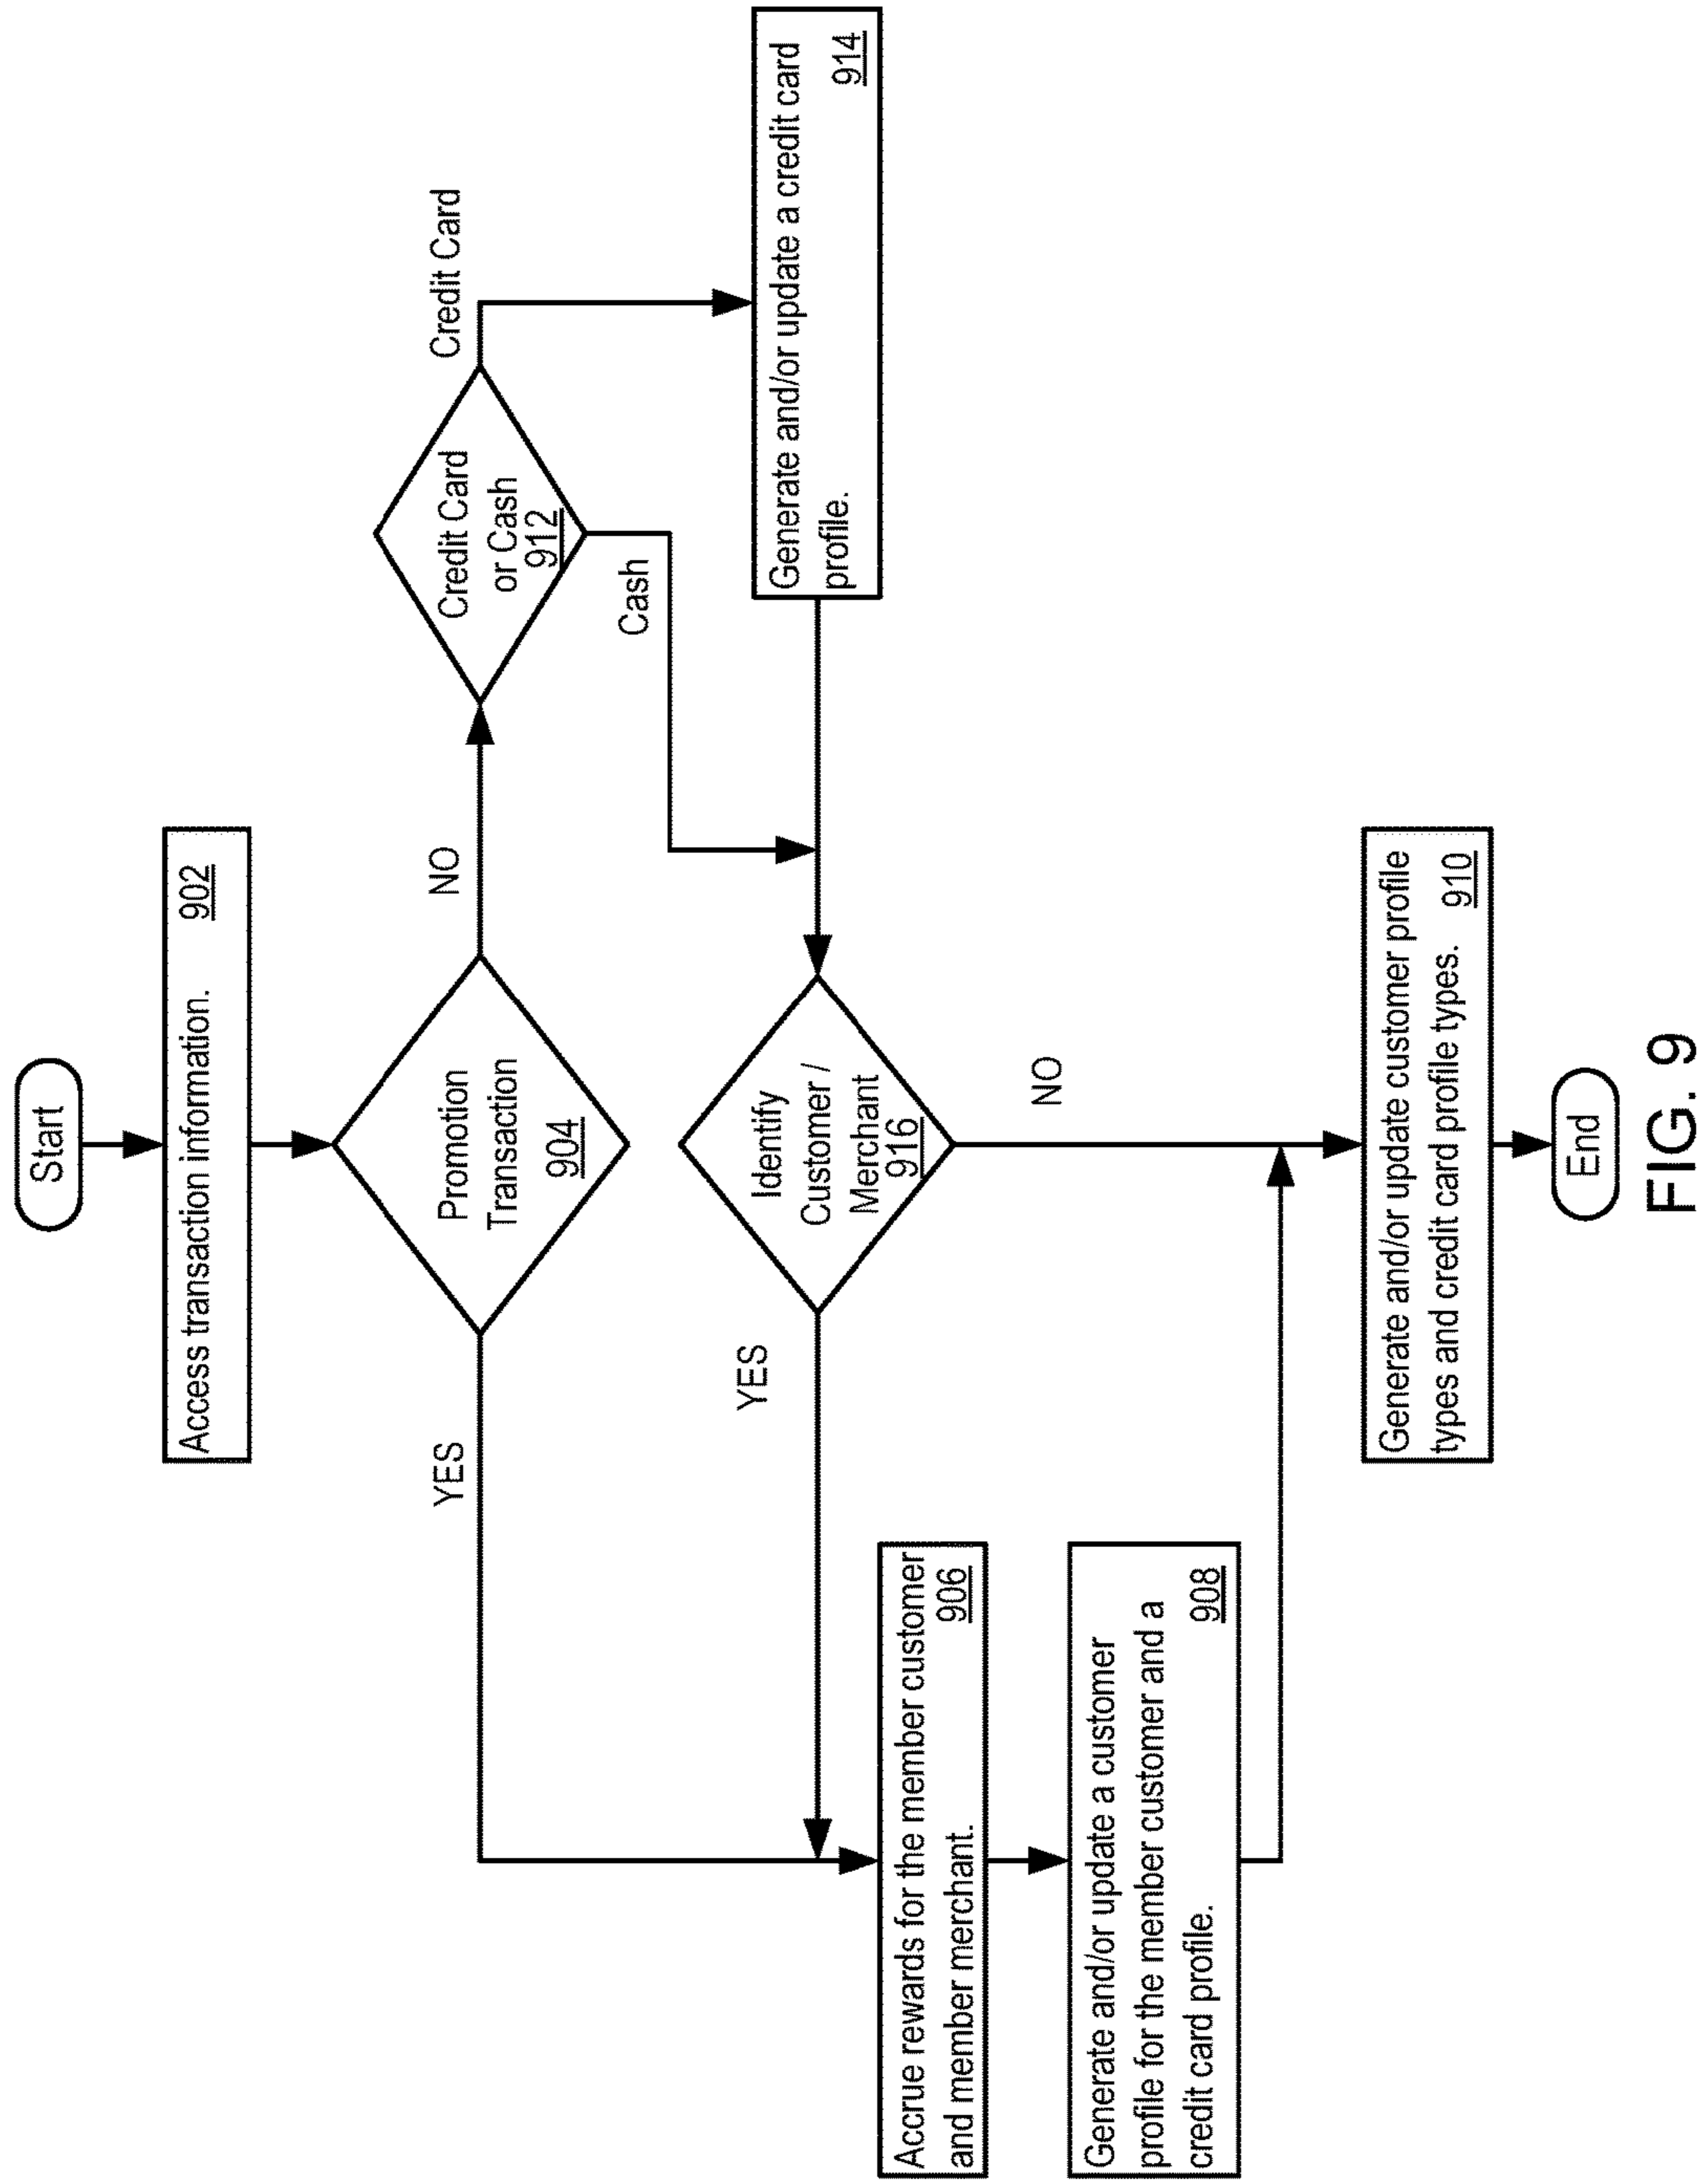 Start
Access transaction information. 902
Promotion
Transaction
904
YES
NO
Credit Card
or Cash
912
Credit Card
Cash
Generate and/or update a credit card
profile.
914
Identify
Customer /
Merchant
916
YES
NO
Accrue rewards for the member customer
and member merchant.
906
Generate and/or update a customer
profile for the member customer and a
credit card profile.
908
Generate and/or update customer profile
types and credit card profile types. 910
End
FIG. 9